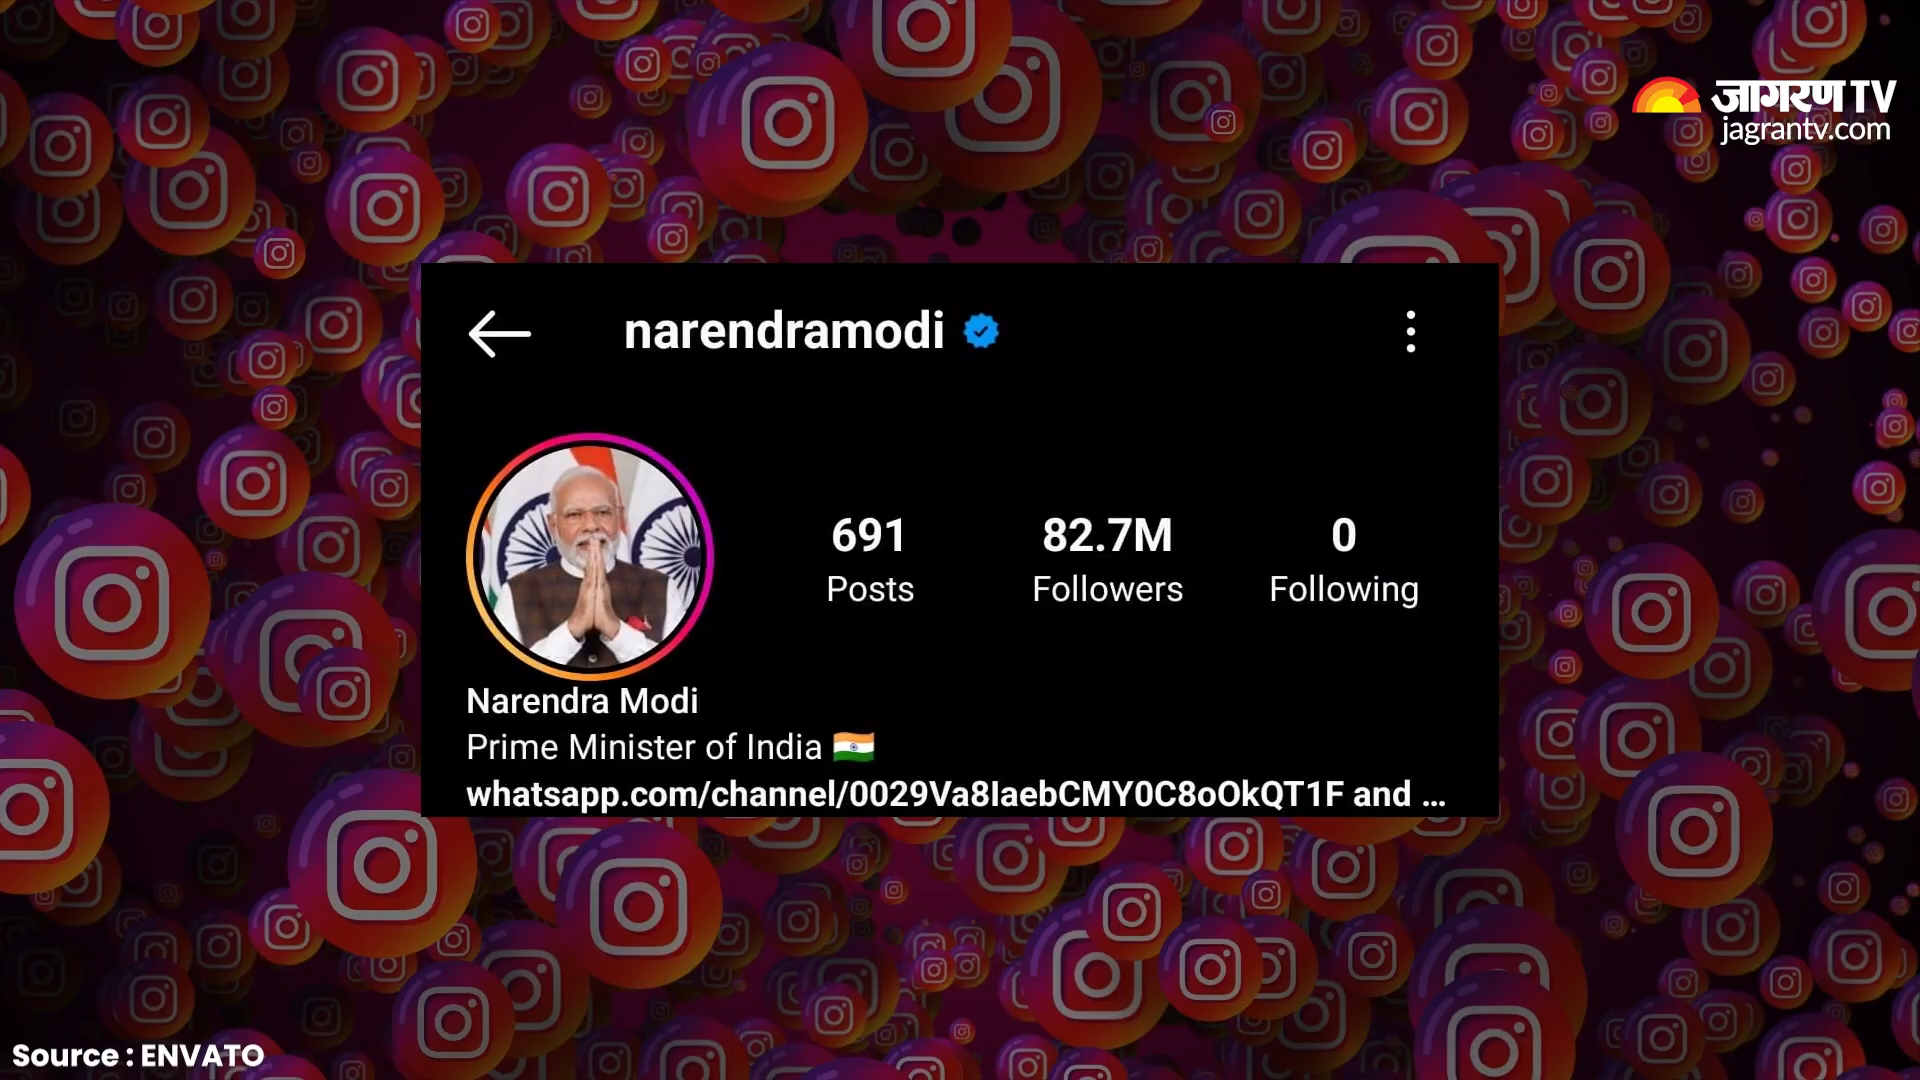 जागरण TV
jagrantv.com
narendramodi
691
Posts
82.7M
Followers
0
Following
Narendra Modi
Prime Minister of India 🇮🇳
whatsapp.com/channel/0029Va8IaebCMY0C8oOkQT1F and ...
Source : ENVATO